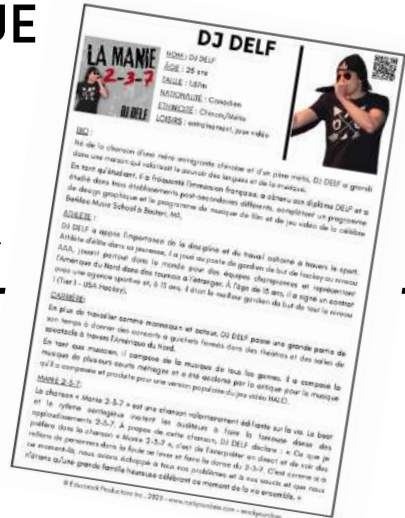 UE
DJ DELF
LA MANIE
2-3-7
DJ DELF
NOM : DJ DELF
ÂGE : 25 ans
TAILLE : 1,87m
NATIONALITÉ : Canadien
ETHNICITÉ : Chinois/Métis
LOISIRS : entraînement, jeux vidéo
BIO :
Né de la chanson d'une mère immigrante chinoise et d'un père métis, DJ DELF a grandi
dans une maison qui valorisait le pouvoir des langues et de la musique.
En tant qu'étudiant, il a fréquenté l'immersion française, a obtenu son diplôme DELF et a
étudié dans trois établissements post-secondaires différents, complétant un programme
de design graphique et le programme de musique de film et de jeu vidéo de la célèbre
Berklee Music School à Boston, MA.
ATHLÈTE :
DJ DELF a appris l'importance de la discipline et du travail acharné à travers le sport.
Athlète d'élite dans sa jeunesse, il a joué au poste de gardien de but de hockey au niveau
AAA, jouant partout dans le monde pour des équipes championnes et représentant
l'Amérique du Nord dans des tournois à l'étranger. À l'âge de 15 ans, il a signé un contrat
avec une agence sportive et, à 15 ans, il était le meilleur gardien de but de tout le niveau
1 (Tier 1 - USA Hockey).
CARRIÈRE:
En plus de travailler comme mannequin et acteur, DJ DELF passe une grande partie de
son temps à donner des concerts à guichets fermés dans des théâtres et des salles de
spectacle à travers l'Amérique du Nord.
En tant que musicien, il compose de la musique de tous les genres. Il a composé la
musique de plusieurs courts métrages et a été acclamé par la critique pour la musique
qu'il a composée et produite pour une version populaire du jeu vidéo HALO.
MANIE 2-5-7:
La chanson « Manie 2-5-7 » est une chanson volontairement édifiante sur la vie. Le beat
et le rythme contagieux invitent les auditeurs à faire la fameuse danse des
applaudissements 2-5-7. À propos de cette chanson, DJ DELF déclare : « Ce que je
préfère dans la chanson « Manie 2-5-7 », c'est de l'interpréter en direct et de voir des
milliers de personnes dans la foule se lever et faire la danse du 2-5-7. C'est comme si à
ce moment-là, nous avions échappé à tous nos problèmes et à nos soucis et que nous
n'étions qu'une grande famille heureuse célébrant ce moment de la vie ensemble. »
© Educorock Productions Inc., 2023 -